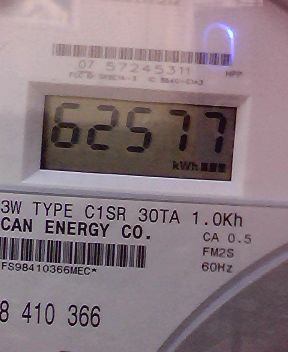 07 57245311
HPP
62577
kWh
3W TYPE C1SR 30TA 1.0Kh
CAN ENERGY CO.
CA 0.5
FM2S
60Hz
FS98410366MEC*
8 410 366